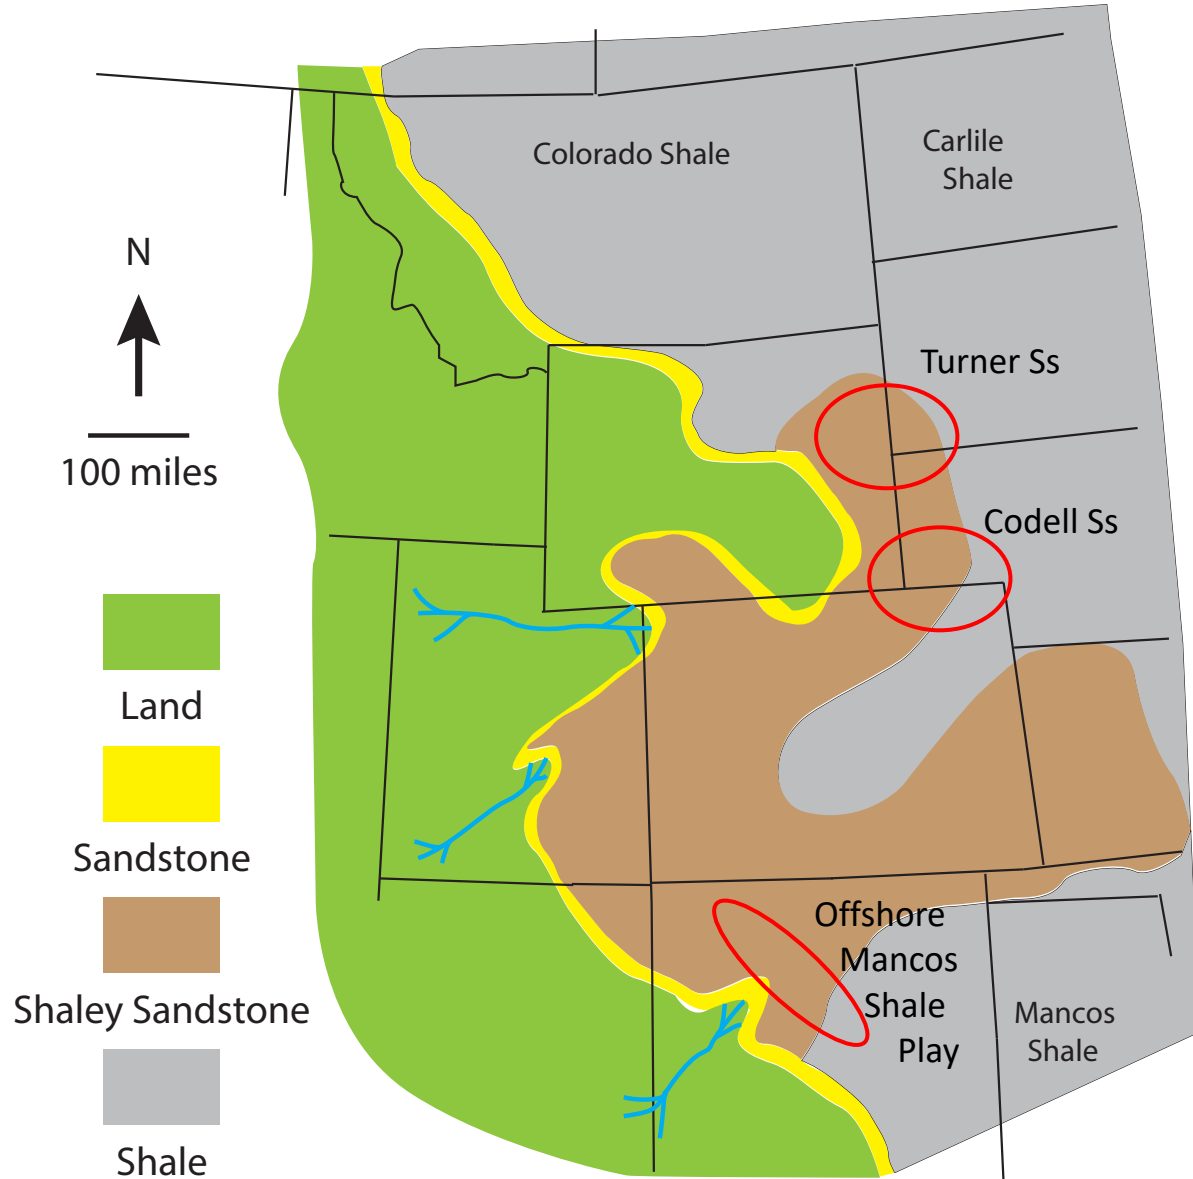 Colorado Shale
Carlile
Shale
N
100 miles
Turner Ss
Codell Ss
Land
Sandstone
Shaley Sandstone
Shale
Offshore
Mancos
Shale
Play
Mancos
Shale